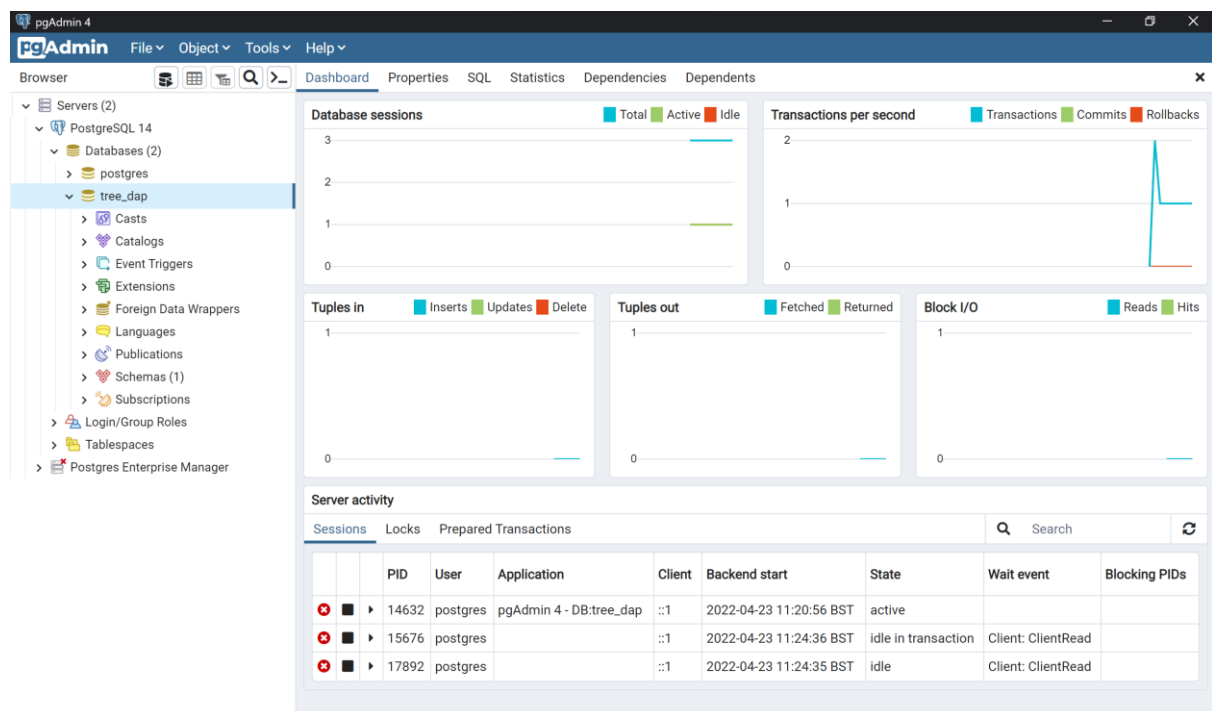 pgAdmin 4
pgAdmin File Object Tools Help
Browser
Dashboard Properties SQL Statistics Dependencies Dependents
Servers (2)
PostgreSQL 14
Databases (2)
postgres
tree_dap
Casts
Catalogs
Event Triggers
Extensions
Foreign Data Wrappers
Languages
Publications
Schemas (1)
Subscriptions
Login/Group Roles
Tablespaces
Postgres Enterprise Manager
Database sessions Total Active Idle
3
2
1
0
Transactions per second Transactions Commits Rollbacks
2
1
0
Tuples in Inserts Updates Delete
1
0
Tuples out Fetched Returned
1
0
Block I/O Reads Hits
1
0
Server activity
Sessions Locks Prepared Transactions Search
PID User Application Client Backend start State Wait event Blocking PIDs
14632 postgres pgAdmin 4 - DB:tree_dap ::1 2022-04-23 11:20:56 BST active
15676 postgres ::1 2022-04-23 11:24:36 BST idle in transaction Client: ClientRead
17892 postgres ::1 2022-04-23 11:24:35 BST idle Client: ClientRead